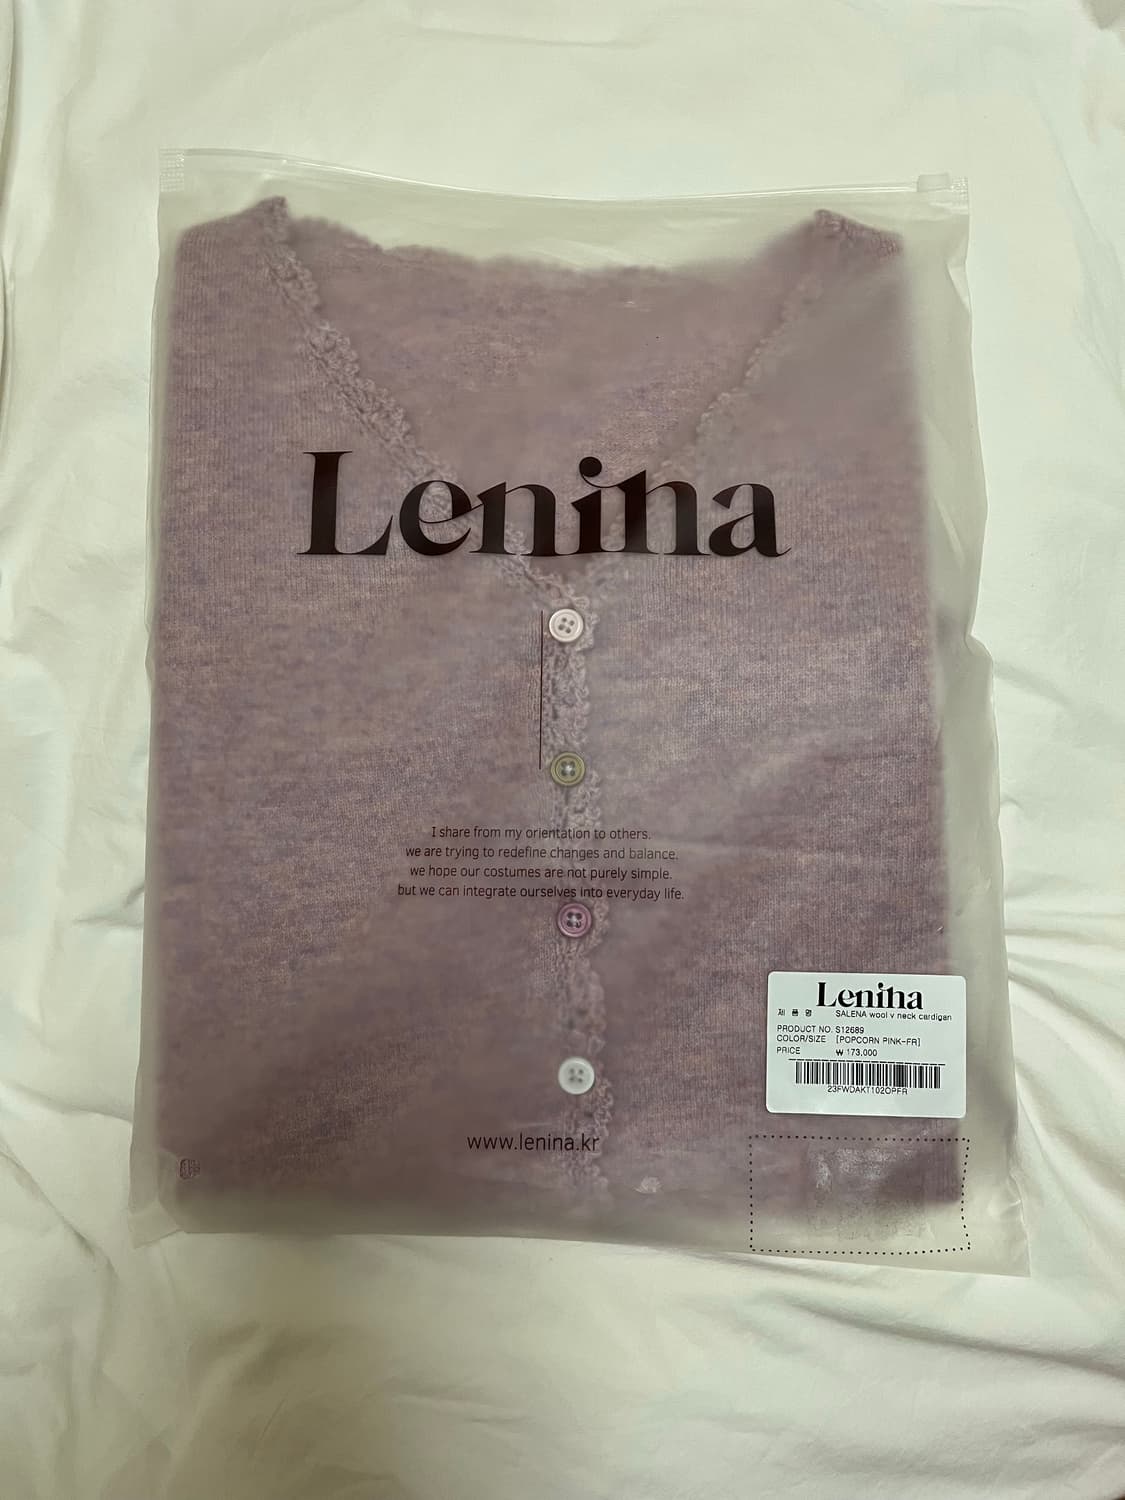 Lenina
I share from my orientation to others.
we are trying to redefine changes and balance.
we hope our costumes are not purely simple.
but we can integrate ourselves into everyday life.
Lenina
제 품 명 SALENA wool v neck cardigan
PRODUCT NO. S12689
COLOR/SIZE [POPCORN PINK-FR]
PRICE ₩ 173,000
23FWDAKT102OPFR
www.lenina.kr